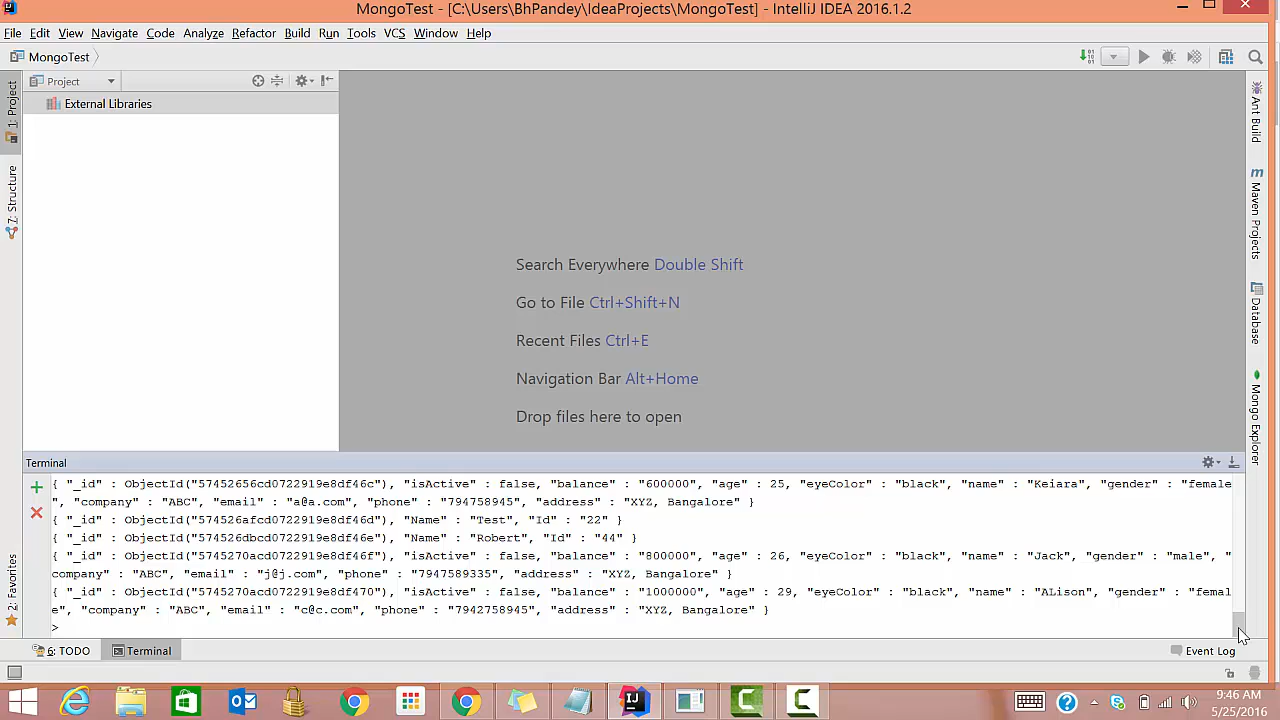 MongoTest - [C:\Users\BhPandey\IdeaProjects\MongoTest] - IntelliJ IDEA 2016.1.2
File Edit View Navigate Code Analyze Refactor Build Run Tools VCS Window Help
MongoTest
Project
External Libraries
1: Project
7: Structure
2: Favorites
Ant Build
Maven Projects
Database
Mongo Explorer
Search Everywhere Double Shift
Go to File Ctrl+Shift+N
Recent Files Ctrl+E
Navigation Bar Alt+Home
Drop files here to open
Terminal
{ "_id" : ObjectId("57452656cd0722919e8df46c"), "isActive" : false, "balance" : "600000", "age" : 25, "eyeColor" : "black", "name" : "Keiara", "gender" : "female
", "company" : "ABC", "email" : "a@a.com", "phone" : "794758945", "address" : "XYZ, Bangalore" }
{ "_id" : ObjectId("574526afcd0722919e8df46d"), "Name" : "Test", "Id" : "22" }
{ "_id" : ObjectId("574526dbcd0722919e8df46e"), "Name" : "Robert", "Id" : "44" }
{ "_id" : ObjectId("5745270acd0722919e8df46f"), "isActive" : false, "balance" : "800000", "age" : 26, "eyeColor" : "black", "name" : "Jack", "gender" : "male", "
company" : "ABC", "email" : "j@j.com", "phone" : "7947589335", "address" : "XYZ, Bangalore" }
{ "_id" : ObjectId("5745270acd0722919e8df470"), "isActive" : false, "balance" : "1000000", "age" : 29, "eyeColor" : "black", "name" : "ALison", "gender" : "femal
e", "company" : "ABC", "email" : "c@c.com", "phone" : "7942758945", "address" : "XYZ, Bangalore" }
>
6: TODO
Terminal
Event Log
9:46 AM
5/25/2016